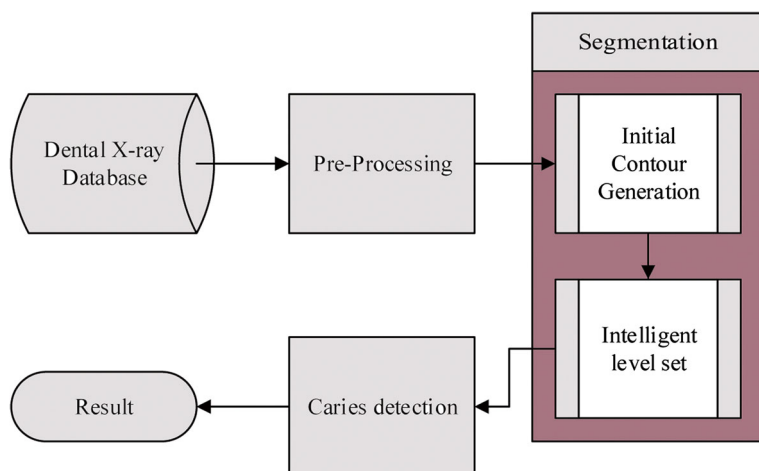 Segmentation
Dental X-ray
Database
Pre-Processing
Initial
Contour
Generation
Intelligent
level set
Caries detection
Result